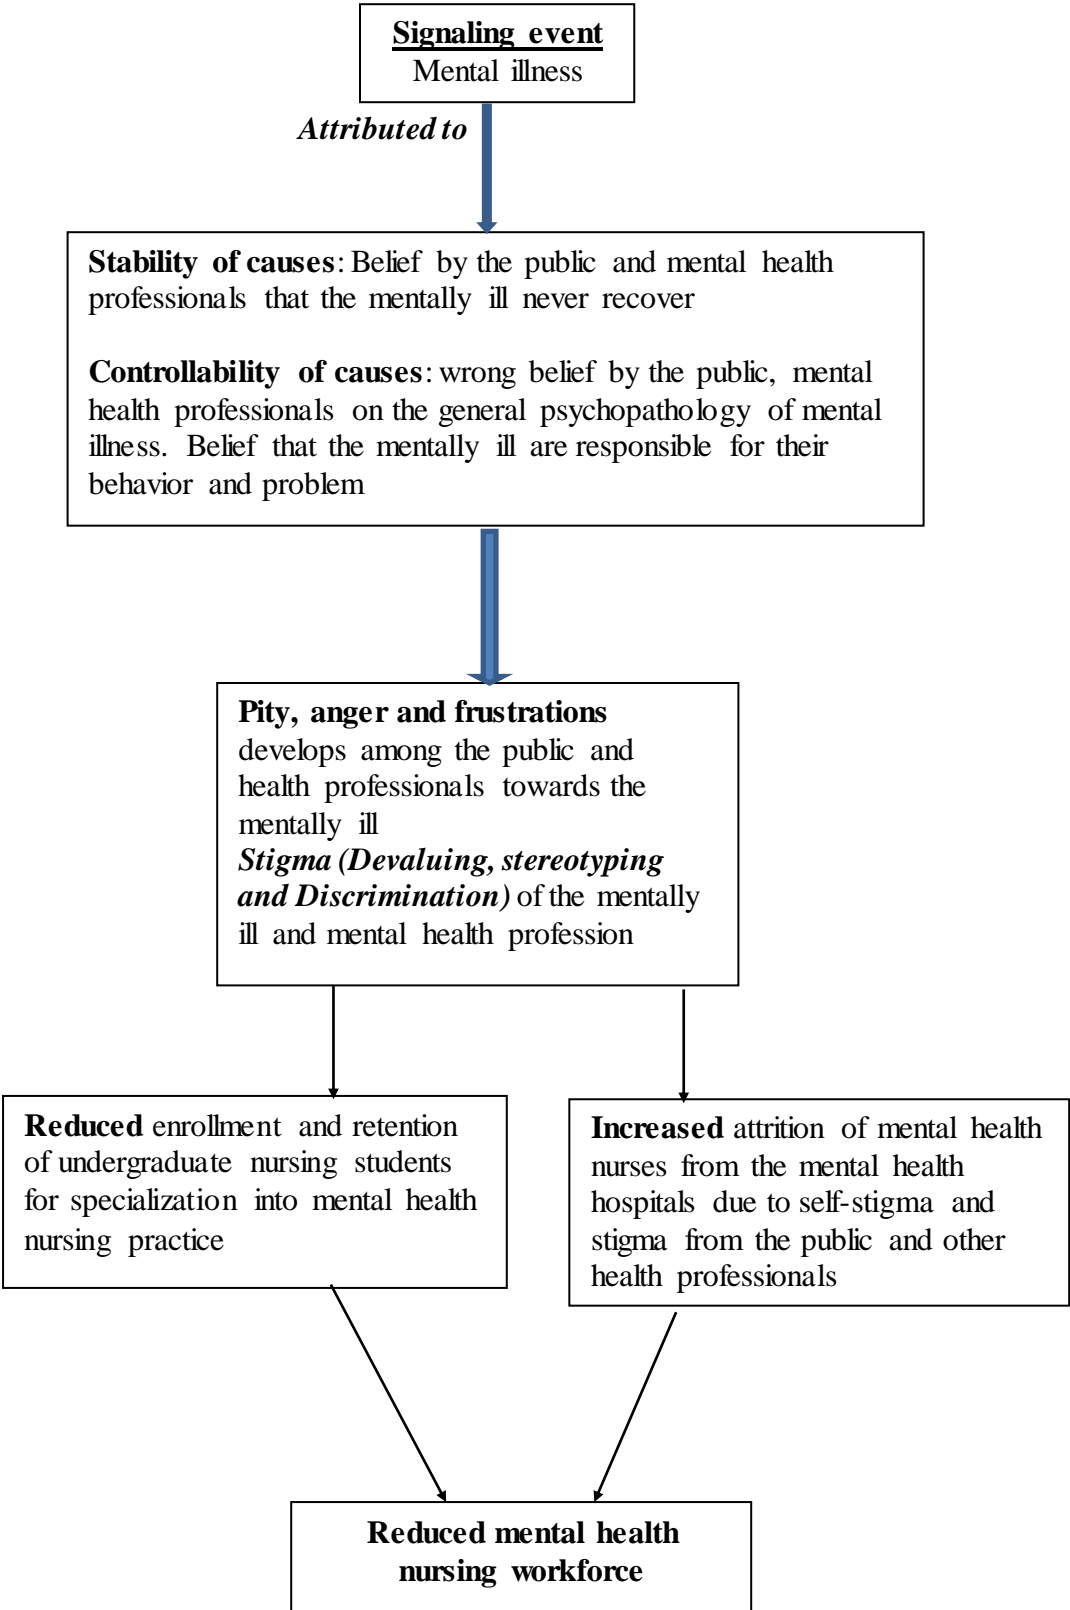 Signaling event
Mental illness
Attributed to
Stability of causes: Belief by the public and mental health
professionals that the mentally ill never recover
Controllability of causes: wrong belief by the public, mental
health professionals on the general psychopathology of mental
illness. Belief that the mentally ill are responsible for their
behavior and problem
Pity, anger and frustrations
develops among the public and
health professionals towards the
mentally ill
Stigma (Devaluing, stereotyping
and Discrimination) of the mentally
ill and mental health profession
Reduced enrollment and retention
of undergraduate nursing students
for specialization into mental health
nursing practice
Increased attrition of mental health
nurses from the mental health
hospitals due to self-stigma and
stigma from the public and other
health professionals
Reduced mental health
nursing workforce